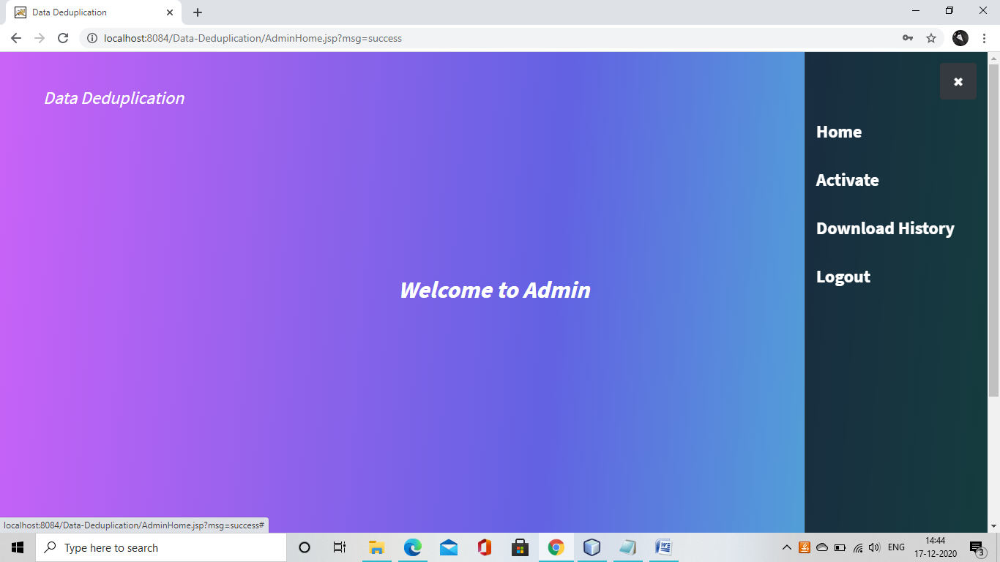 Data Deduplication
localhost:8084/Data-Deduplication/AdminHome.jsp?msg=success
Data Deduplication
Home
Activate
Download History
Logout
Welcome to Admin
localhost:8084/Data-Deduplication/AdminHome.jsp?msg=success#
Type here to search
ENG
14:44
17-12-2020
3